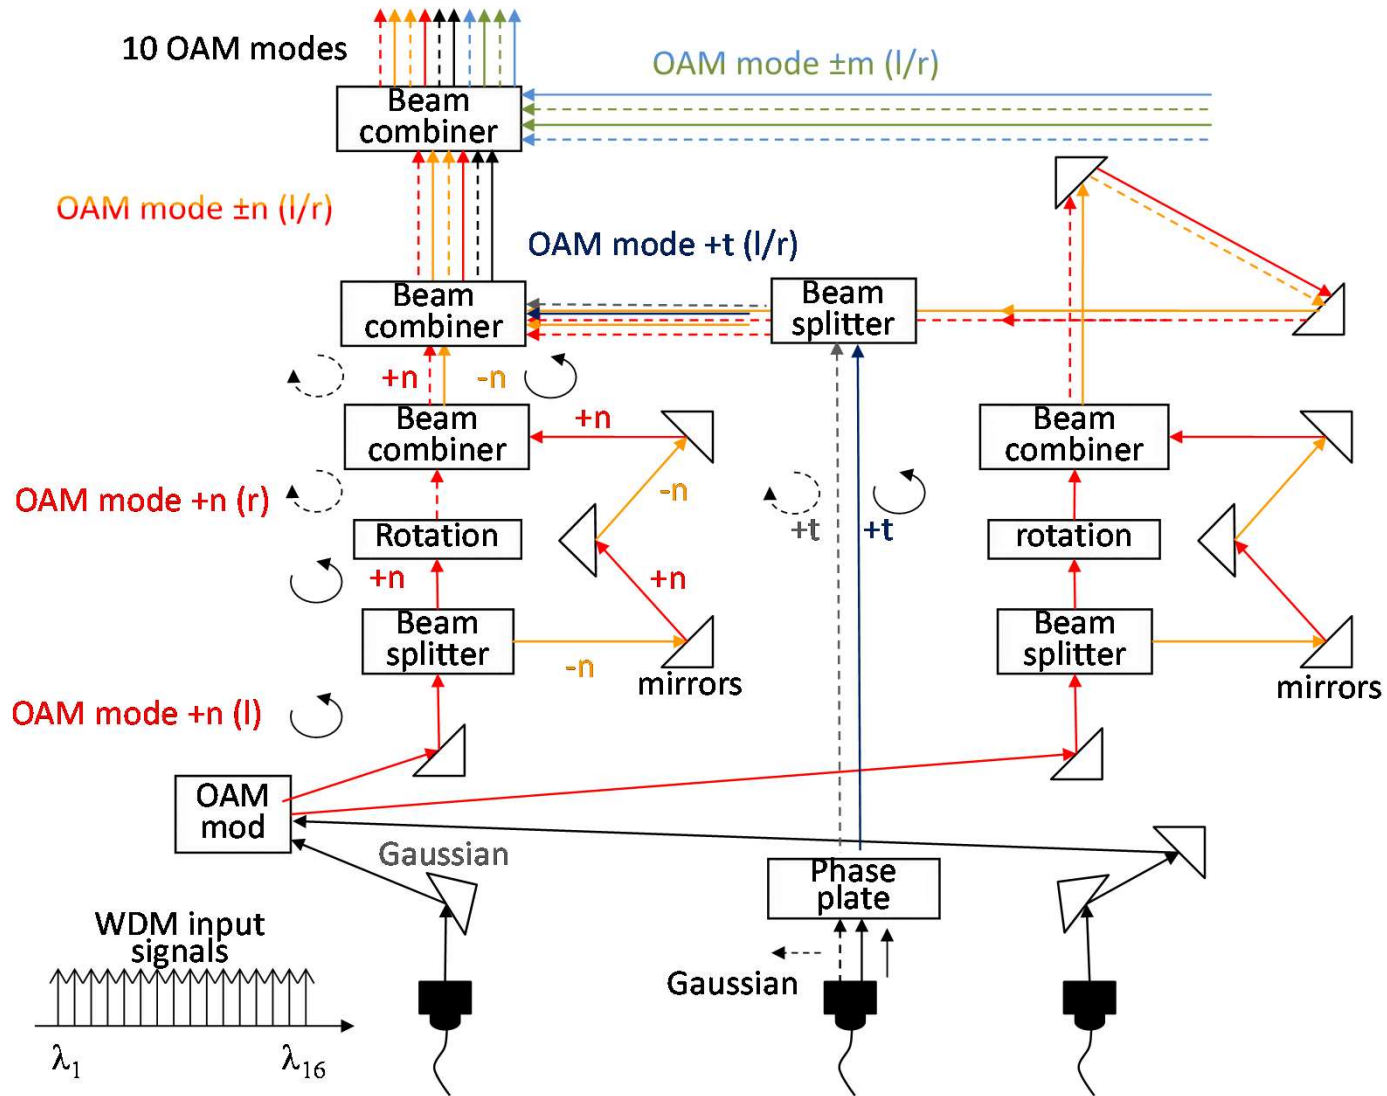 10 OAM modes
OAM mode ±m (l/r)
Beam
combiner
OAM mode ±n (l/r)
OAM mode +t (l/r)
Beam
combiner
Beam
splitter
+n
-n
Beam
combiner
+n
Beam
combiner
-n
OAM mode +n (r)
+t
+t
Rotation
rotation
+n
+n
Beam
splitter
-n
mirrors
Beam
splitter
mirrors
OAM mode +n (l)
OAM
mod
Gaussian
Phase
plate
WDM input
signals
Gaussian
λ1
λ16